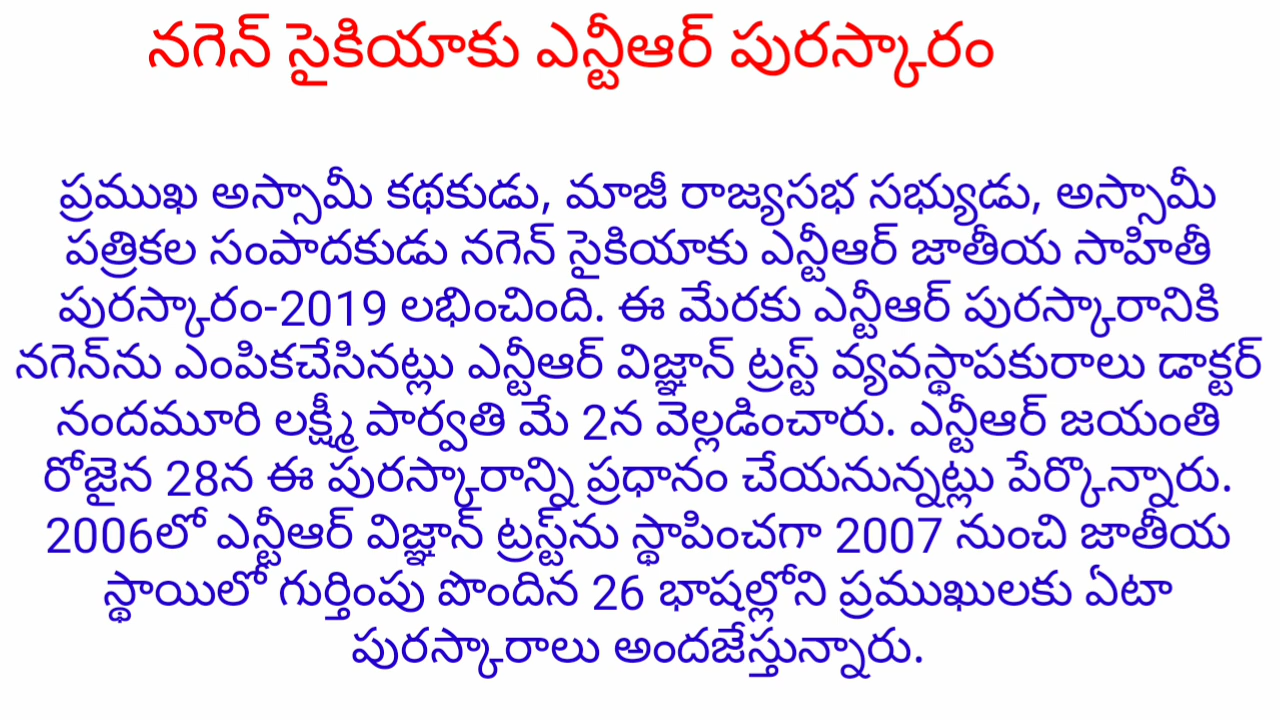 నగెన్ సైకియాకు ఎన్టీఆర్ పురస్కారం
ప్రముఖ అస్సామీ కథకుడు, మాజీ రాజ్యసభ సభ్యుడు, అస్సామీ
పత్రికల సంపాదకుడు నగెన్ సైకియాకు ఎన్టీఆర్ జాతీయ సాహితీ
పురస్కారం-2019 లభించింది. ఈ మేరకు ఎన్టీఆర్ పురస్కారానికి
నగెన్‌ను ఎంపికచేసినట్లు ఎన్టీఆర్ విజ్ఞాన్ ట్రస్ట్ వ్యవస్థాపకురాలు డాక్టర్
నందమూరి లక్ష్మీ పార్వతి మే 2న వెల్లడించారు. ఎన్టీఆర్ జయంతి
రోజైన 28న ఈ పురస్కారాన్ని ప్రధానం చేయనున్నట్లు పేర్కొన్నారు.
2006లో ఎన్టీఆర్ విజ్ఞాన్ ట్రస్ట్‌ను స్థాపించగా 2007 నుంచి జాతీయ
స్థాయిలో గుర్తింపు పొందిన 26 భాషల్లోని ప్రముఖులకు ఏటా
పురస్కారాలు అందజేస్తున్నారు.